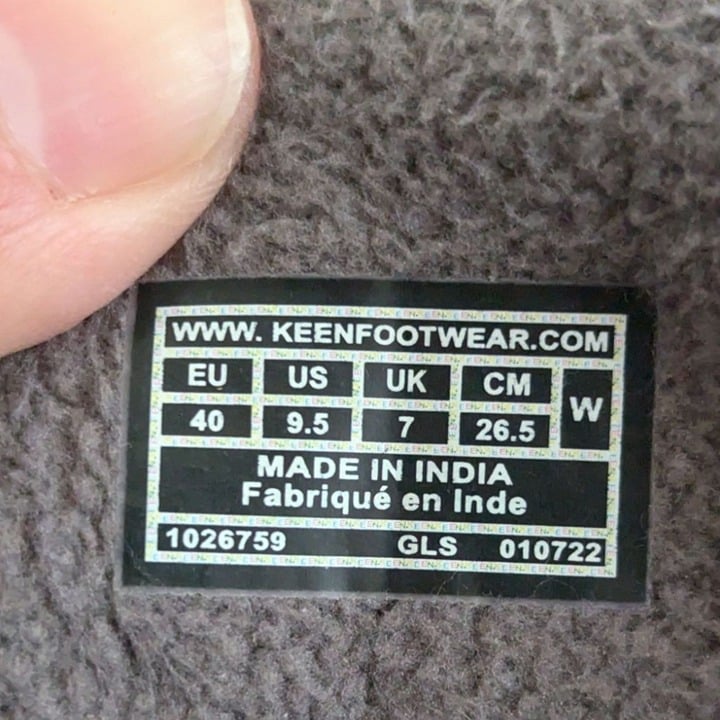 WWW. KEENFOOTWEAR.COM
EU US UK CM W
40 9.5 7 26.5
MADE IN INDIA
Fabriqué en Inde
1026759 GLS 010722